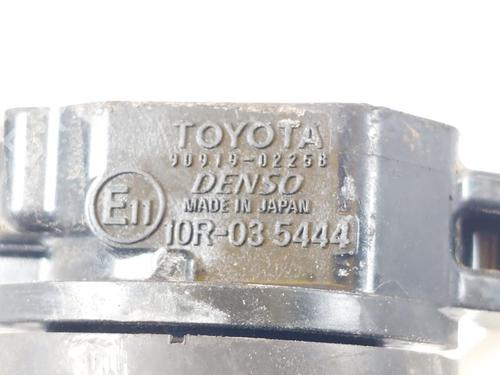 TOYOTA
90919-02258
DENSO
MADE IN JAPAN
E11
10R-03 5444